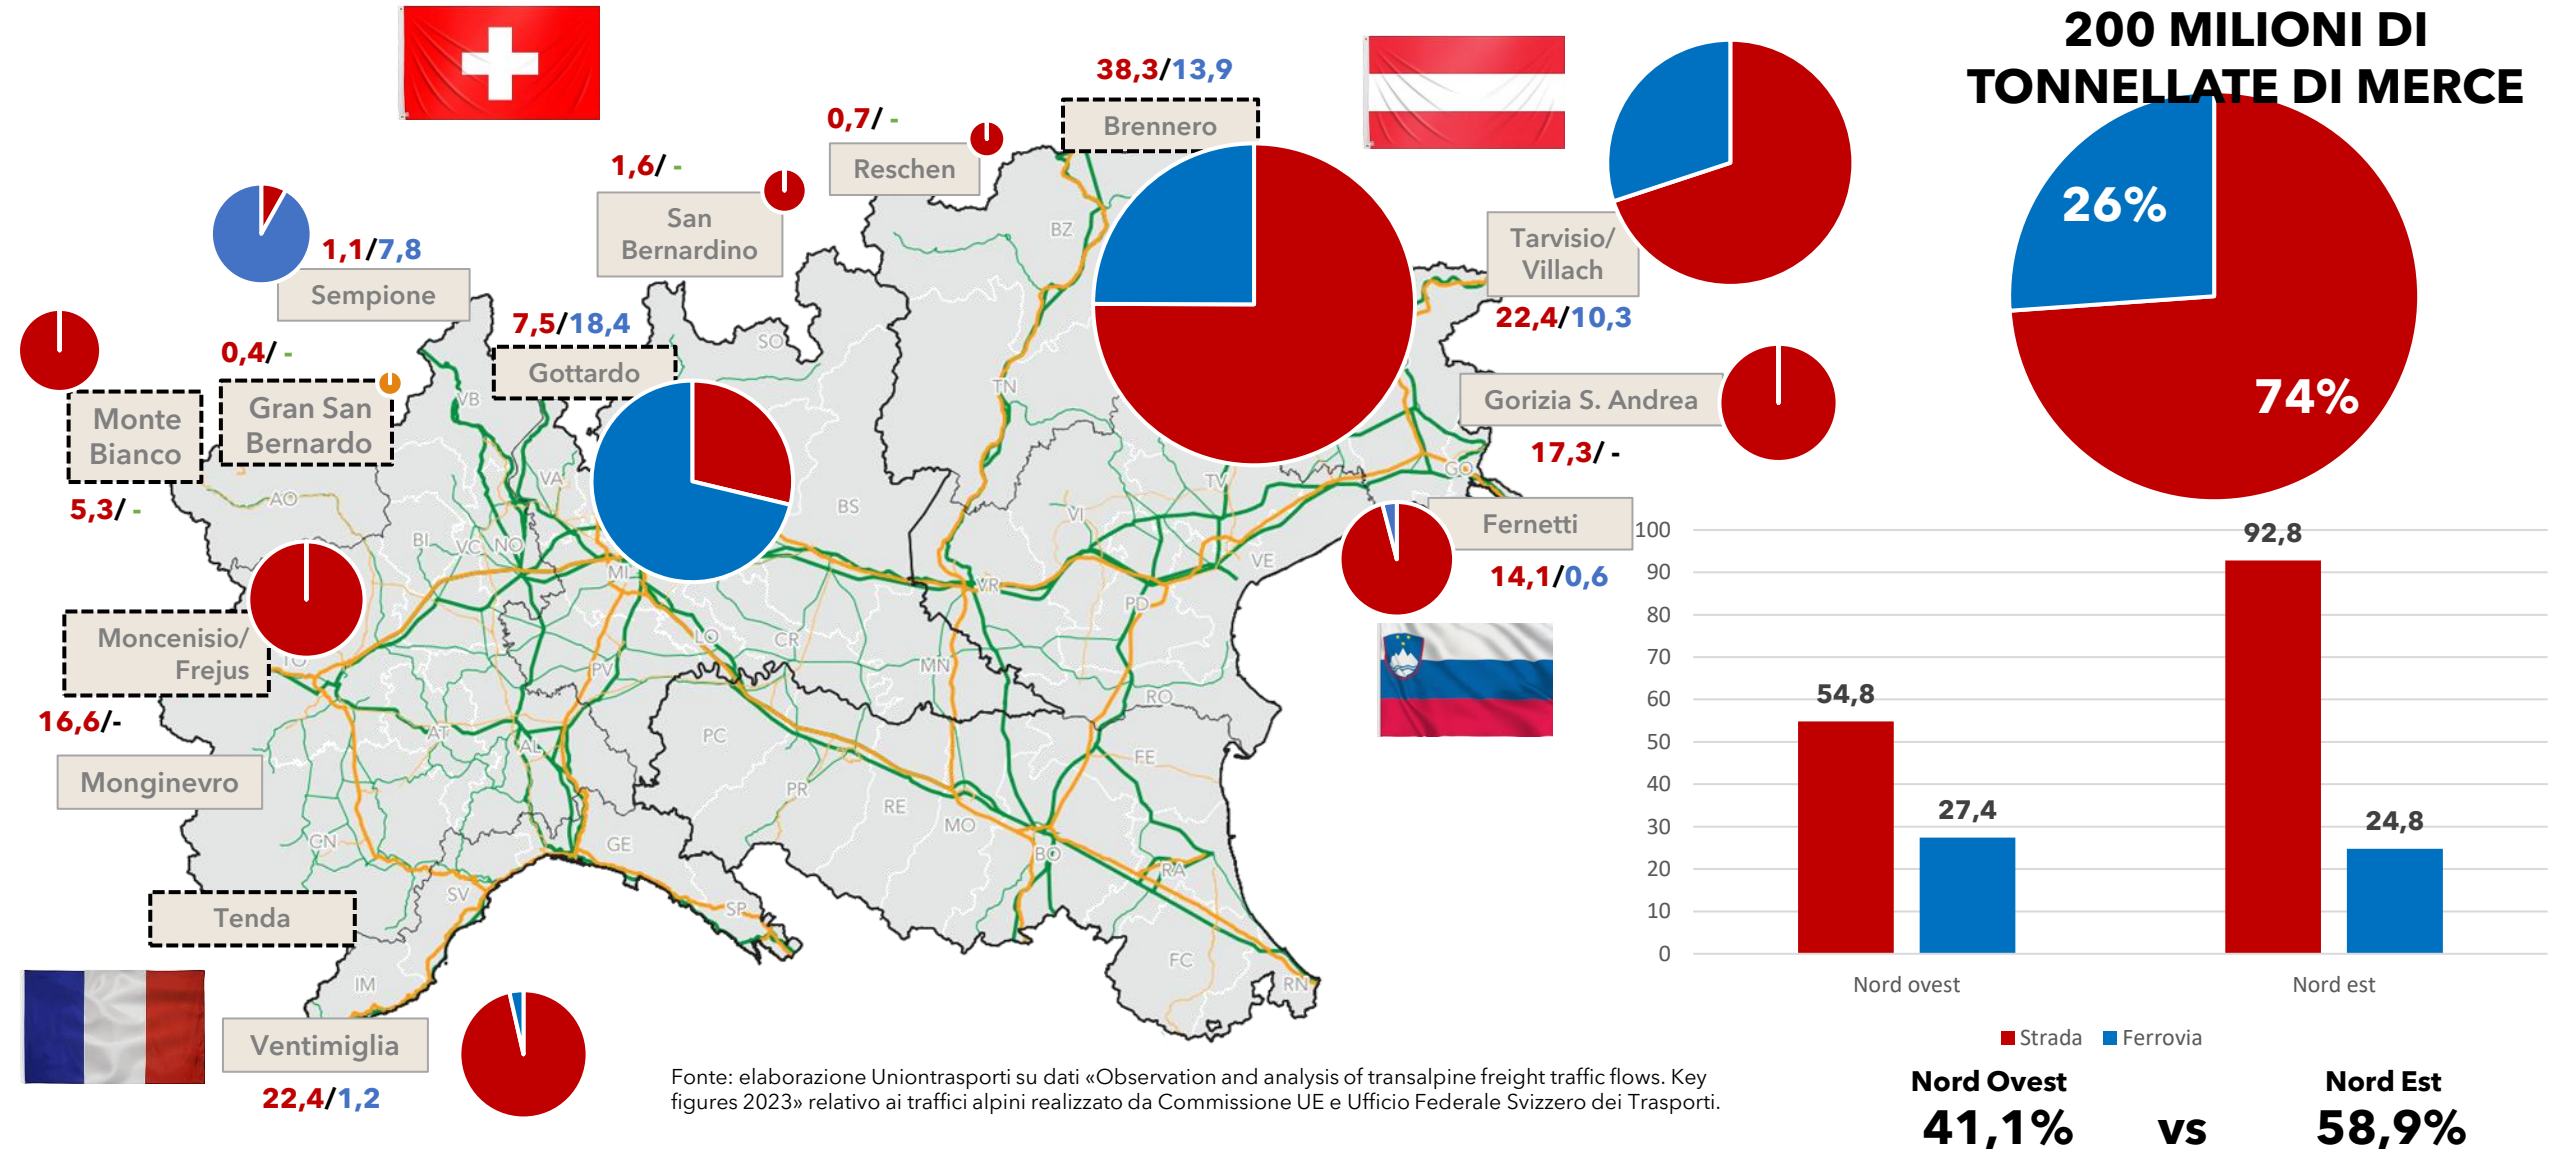 200 MILIONI DI
TONNELLATE DI MERCE
38,3/13,9
Brennero
0,7/ -
Reschen
1,6/ -
San
Bernardino
1,1/7,8
Sempione
7,5/18,4
Gottardo
0,4/ -
Gran San
Bernardo
Monte
Bianco
5,3/ -
Moncenisio/
Frejus
16,6/-
Monginevro
Tenda
Ventimiglia
22,4/1,2
Tarvisio/
Villach
22,4/10,3
Gorizia S. Andrea
17,3/ -
Fernetti
14,1/0,6
BZ
SO
TN
VB
AO
VA
BS
BI
VC
NO
MI
TV
VI
GO
VE
VR
PD
TO
LO
CR
PV
MN
RO
AT
AL
PC
FE
PR
RE
MO
CN
GE
BO
RA
SV
SP
IM
FC
RN
26%
74%
100
90
80
70
60
50
40
30
20
10
0
54,8
27,4
92,8
24,8
Nord ovest
Nord est
Strada
Ferrovia
Nord Ovest
41,1%
vs
Nord Est
58,9%
Fonte: elaborazione Uniontrasporti su dati «Observation and analysis of transalpine freight traffic flows. Key
figures 2023» relativo ai traffici alpini realizzato da Commissione UE e Ufficio Federale Svizzero dei Trasporti.